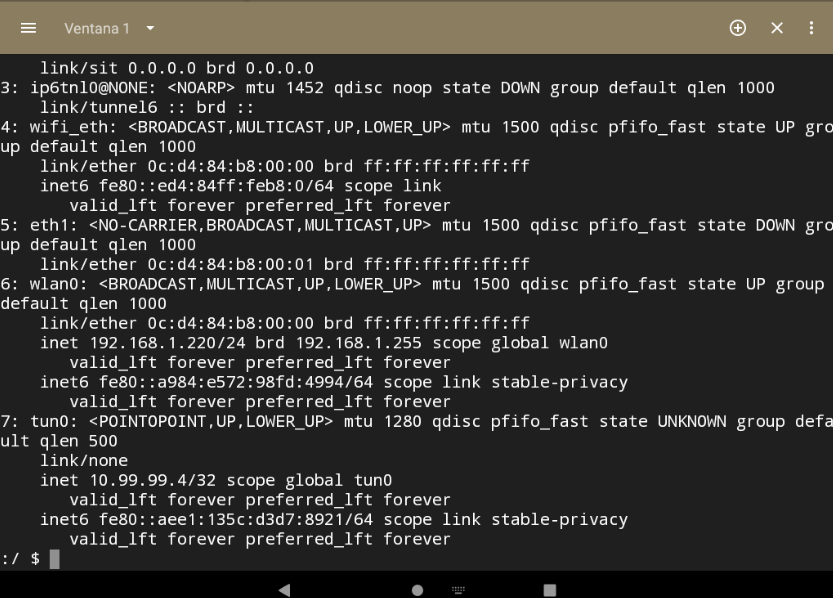 Ventana 1
link/sit 0.0.0.0 brd 0.0.0.0
3: ip6tnl0@NONE: <NOARP> mtu 1452 qdisc noop state DOWN group default qlen 1000
link/tunnel6 :: brd ::
4: wifi_eth: <BROADCAST,MULTICAST,UP,LOWER_UP> mtu 1500 qdisc pfifo_fast state UP gro
up default qlen 1000
link/ether 0c:d4:84:b8:00:00 brd ff:ff:ff:ff:ff:ff
inet6 fe80::ed4:84ff:feb8:0/64 scope link
valid_lft forever preferred_lft forever
5: eth1: <NO-CARRIER,BROADCAST,MULTICAST,UP> mtu 1500 qdisc pfifo_fast state DOWN gro
up default qlen 1000
link/ether 0c:d4:84:b8:00:01 brd ff:ff:ff:ff:ff:ff
6: wlan0: <BROADCAST,MULTICAST,UP,LOWER_UP> mtu 1500 qdisc pfifo_fast state UP group
default qlen 1000
link/ether 0c:d4:84:b8:00:00 brd ff:ff:ff:ff:ff:ff
inet 192.168.1.220/24 brd 192.168.1.255 scope global wlan0
valid_lft forever preferred_lft forever
inet6 fe80::a984:e572:98fd:4994/64 scope link stable-privacy
valid_lft forever preferred_lft forever
7: tun0: <POINTOPOINT,UP,LOWER_UP> mtu 1280 qdisc pfifo_fast state UNKNOWN group defa
ult qlen 500
link/none
inet 10.99.99.4/32 scope global tun0
valid_lft forever preferred_lft forever
inet6 fe80::aee1:135c:d3d7:8921/64 scope link stable-privacy
valid_lft forever preferred_lft forever
:/ $